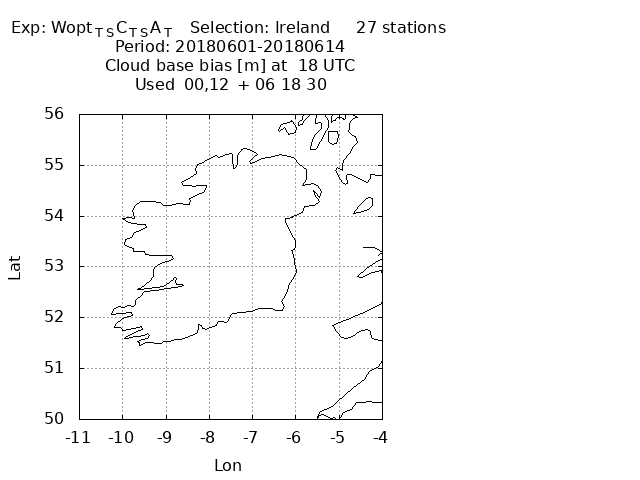 Exp: Wopt T S C T S A T Selection: Ireland 27 stations
Period: 20180601-20180614
Cloud base bias [m] at 18 UTC
Used 00,12 + 06 18 30
56
55
54
53
52
51
50
Lat
-11 -10 -9 -8 -7 -6 -5 -4
Lon